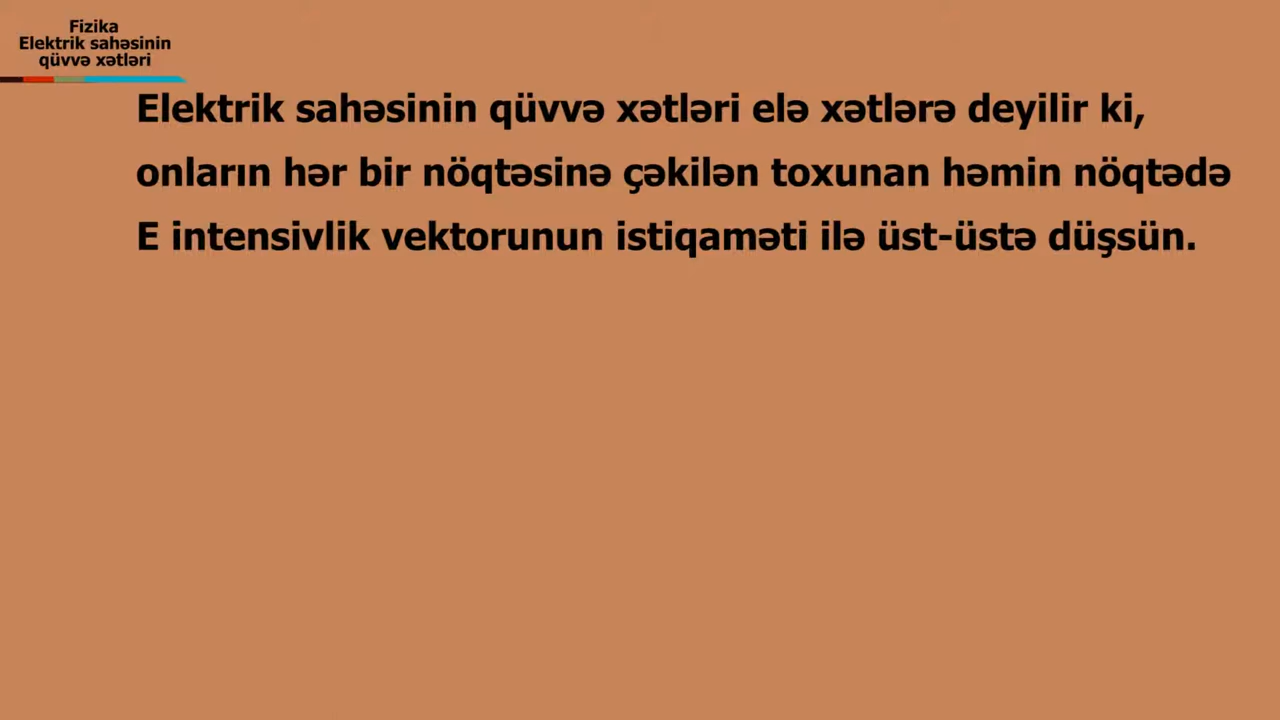 Fizika
Elektrik sahəsinin
qüvvə xətləri
Elektrik sahəsinin qüvvə xətləri elə xətlərə deyilir ki,
onların hər bir nöqtəsinə çəkilən toxunan həmin nöqtədə
E intensivlik vektorunun istiqaməti ilə üst-üstə düşsün.